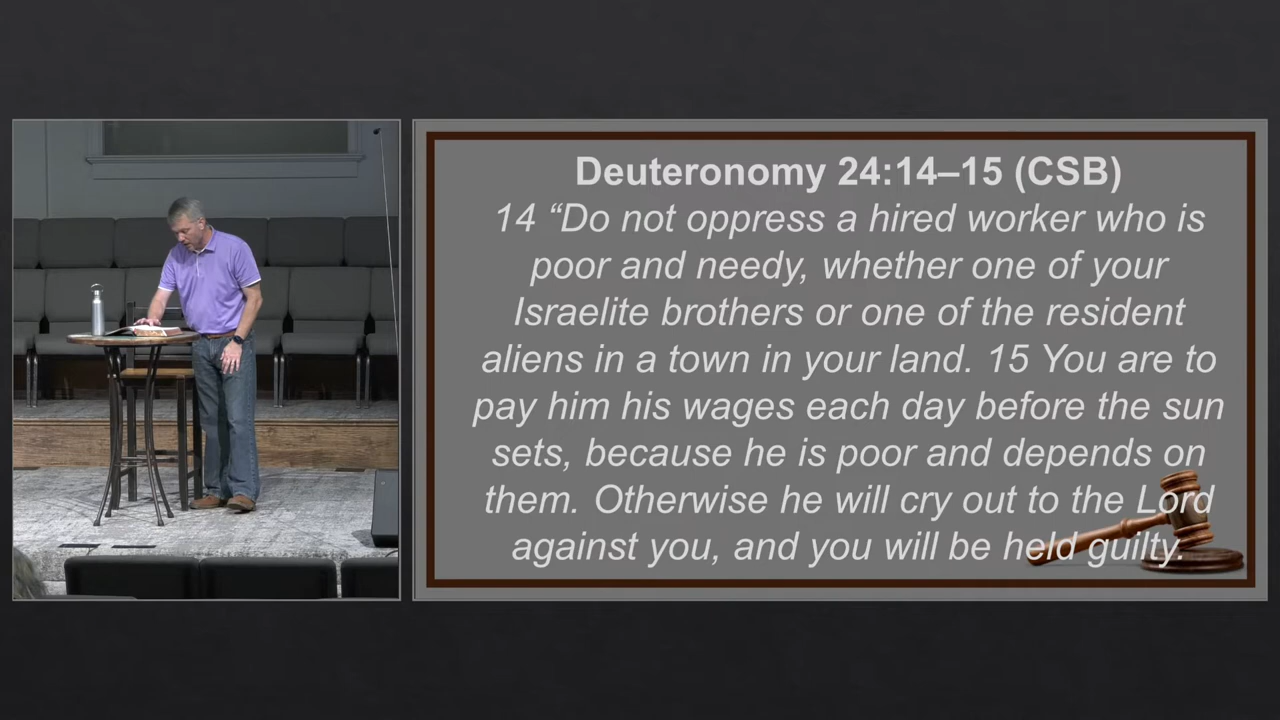 Deuteronomy 24:14–15 (CSB)
14 “Do not oppress a hired worker who is
poor and needy, whether one of your
Israelite brothers or one of the resident
aliens in a town in your land. 15 You are to
pay him his wages each day before the sun
sets, because he is poor and depends on
them. Otherwise he will cry out to the Lord
against you, and you will be held guilty.